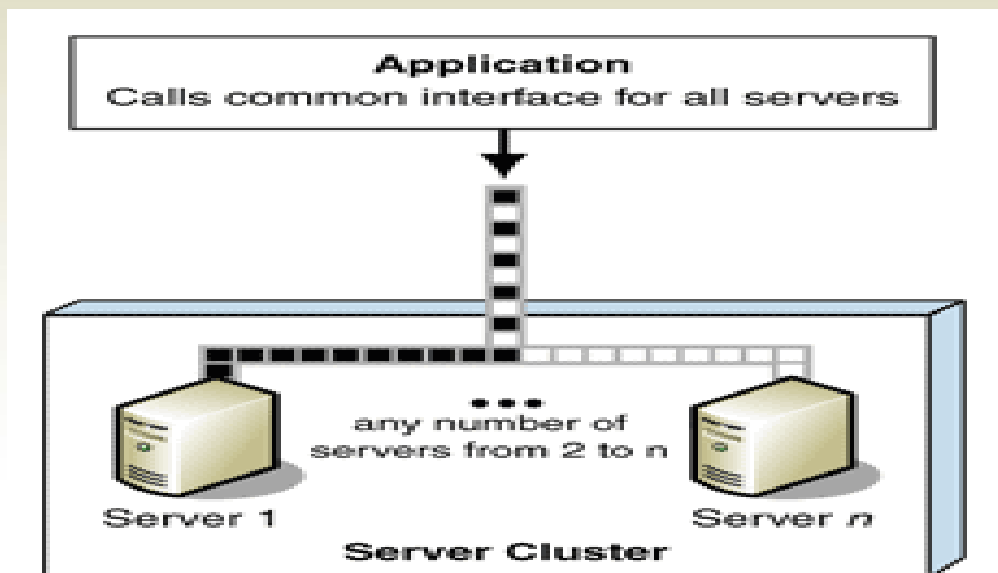 Application
Calls common interface for all servers
...
any number of
servers from 2 to n
Server 1
Server n
Server Cluster